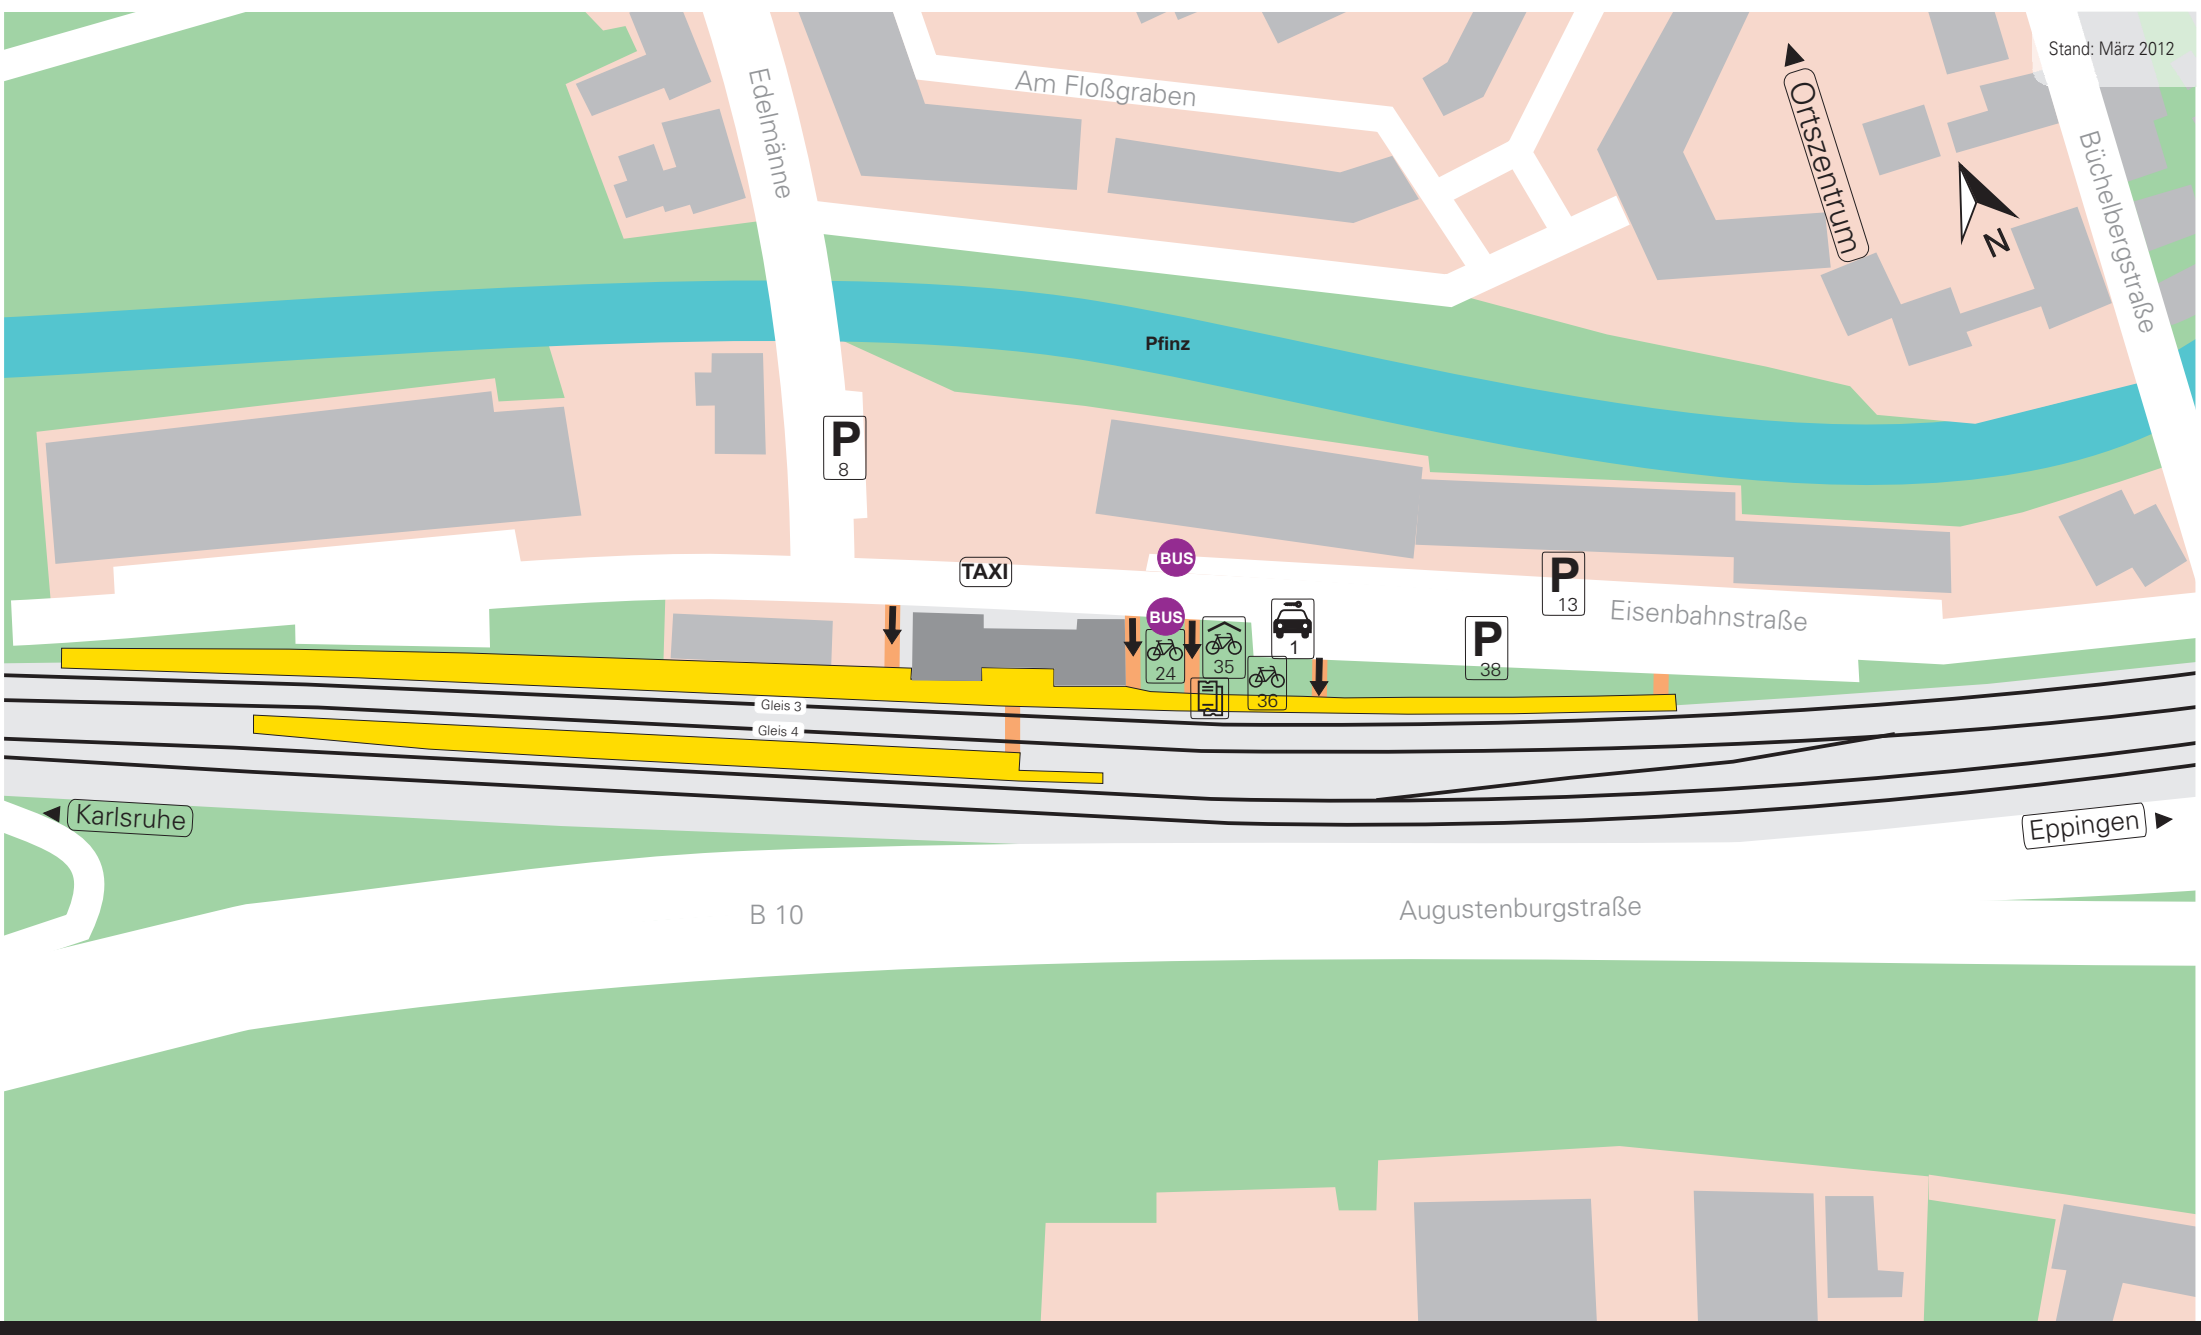 Stand: März 2012
Edelmänne
Am Floßgraben
Ortszentrum
Büchelbergstraße
N
Pfinz
P
8
BUS
TAXI
P
13
BUS
Eisenbahnstraße
24
35
1
P
38
36
Gleis 3
Gleis 4
Karlsruhe
Eppingen
B 10
Augustenburgstraße